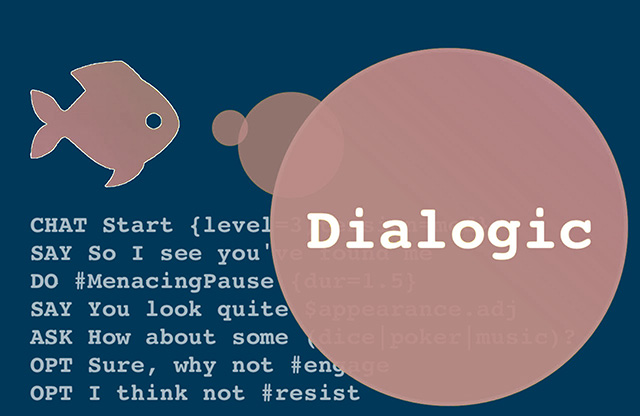 Dialogic
CHAT Start {level=3
SAY So I see you've found me
DO #MenacingPause {dur=1.5}
SAY You look quite $appearance.adj
ASK How about some (dice|poker|music)?
OPT Sure, why not #engage
OPT I think not #resist